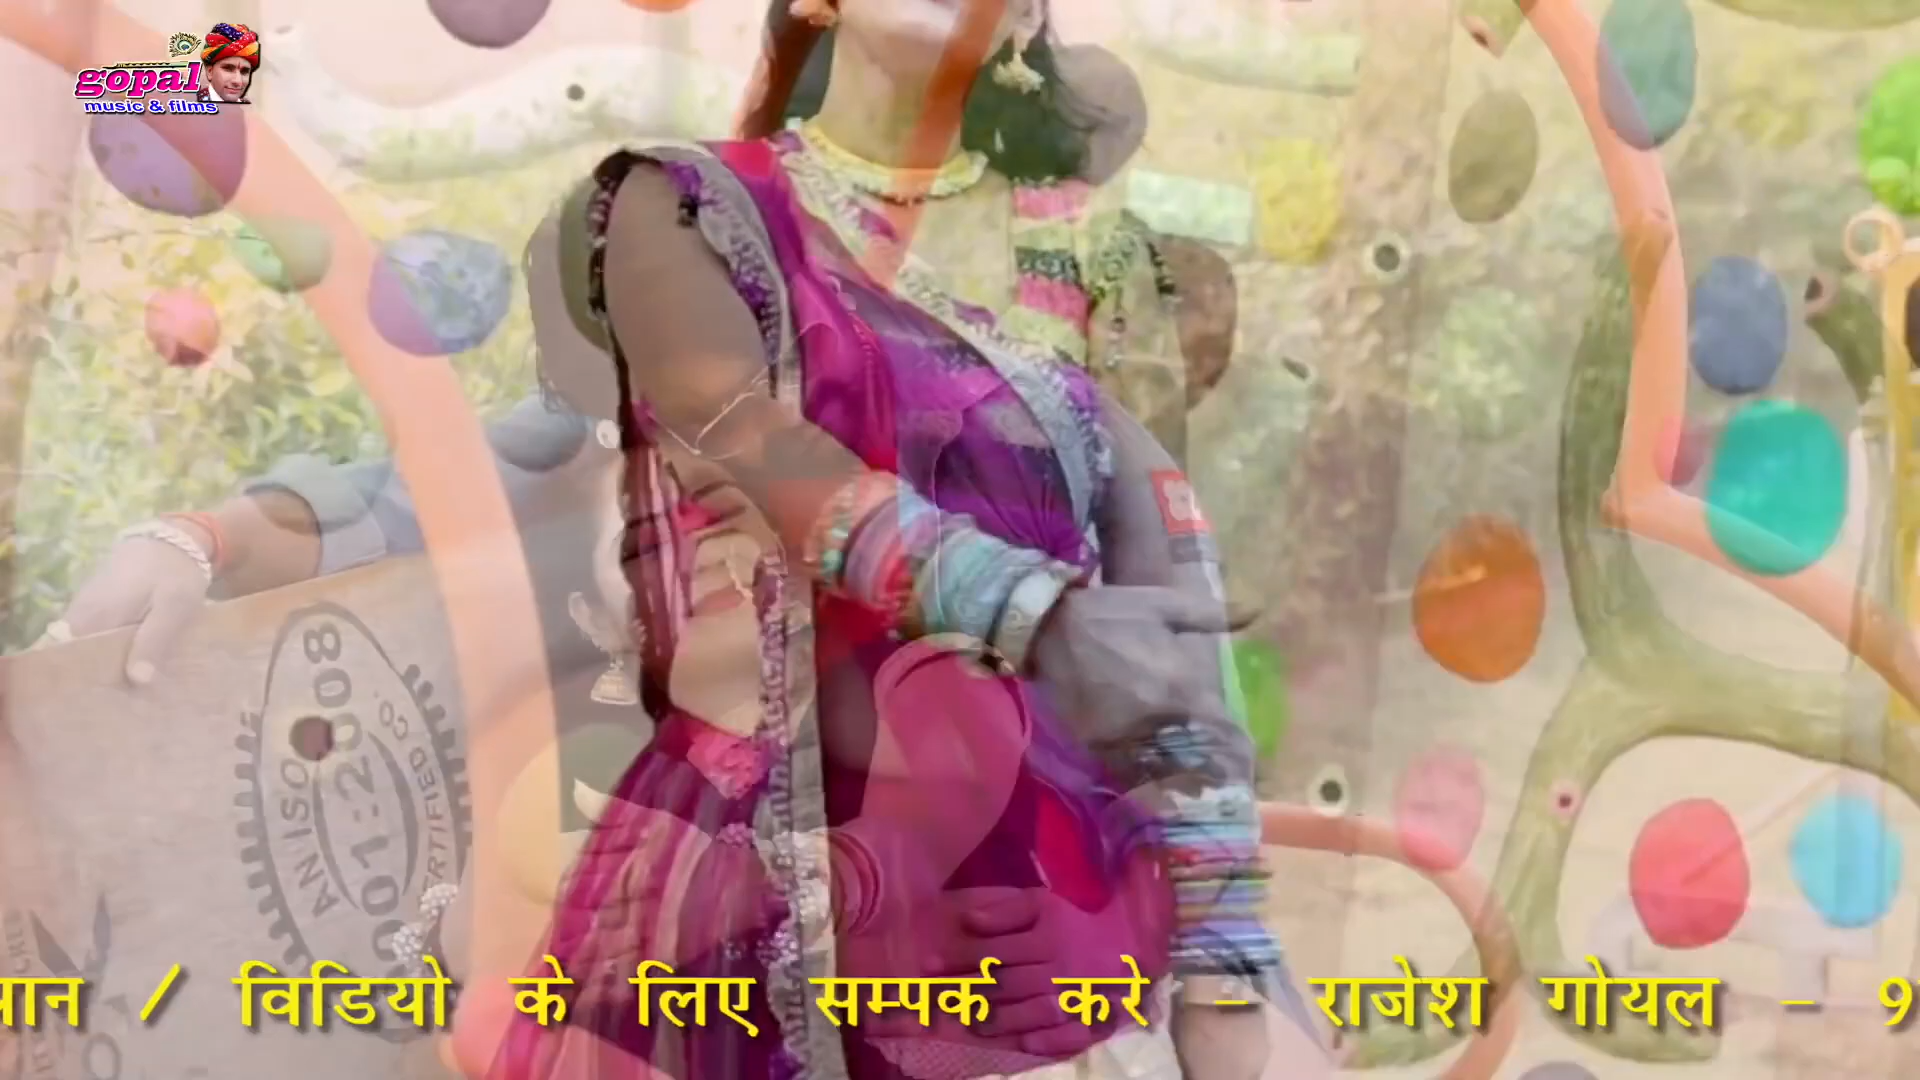 gopal
music & films
AN ISO
9001:2008
CERTIFIED CO.
विडियो के लिए सम्पर्क करे - राजेश गोयल - 9